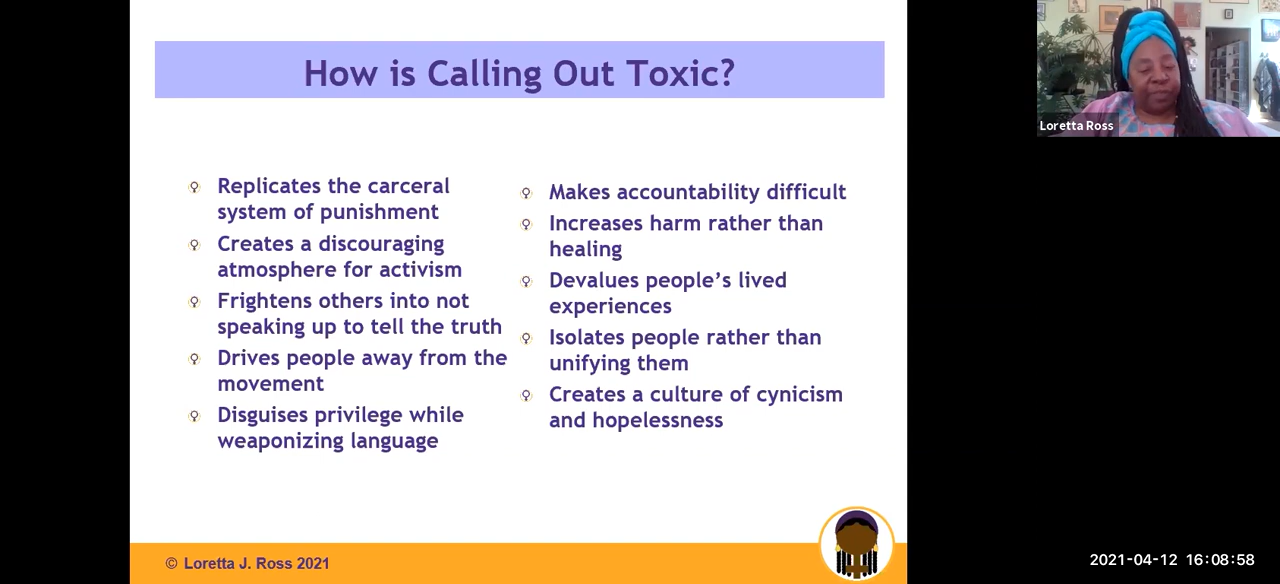 How is Calling Out Toxic?
Replicates the carceral
system of punishment
Creates a discouraging
atmosphere for activism
Frightens others into not
speaking up to tell the truth
Drives people away from the
movement
Disguises privilege while
weaponizing language
Makes accountability difficult
Increases harm rather than
healing
Devalues people’s lived
experiences
Isolates people rather than
unifying them
Creates a culture of cynicism
and hopelessness
© Loretta J. Ross 2021
Loretta Ross
2021-04-12 16:08:58